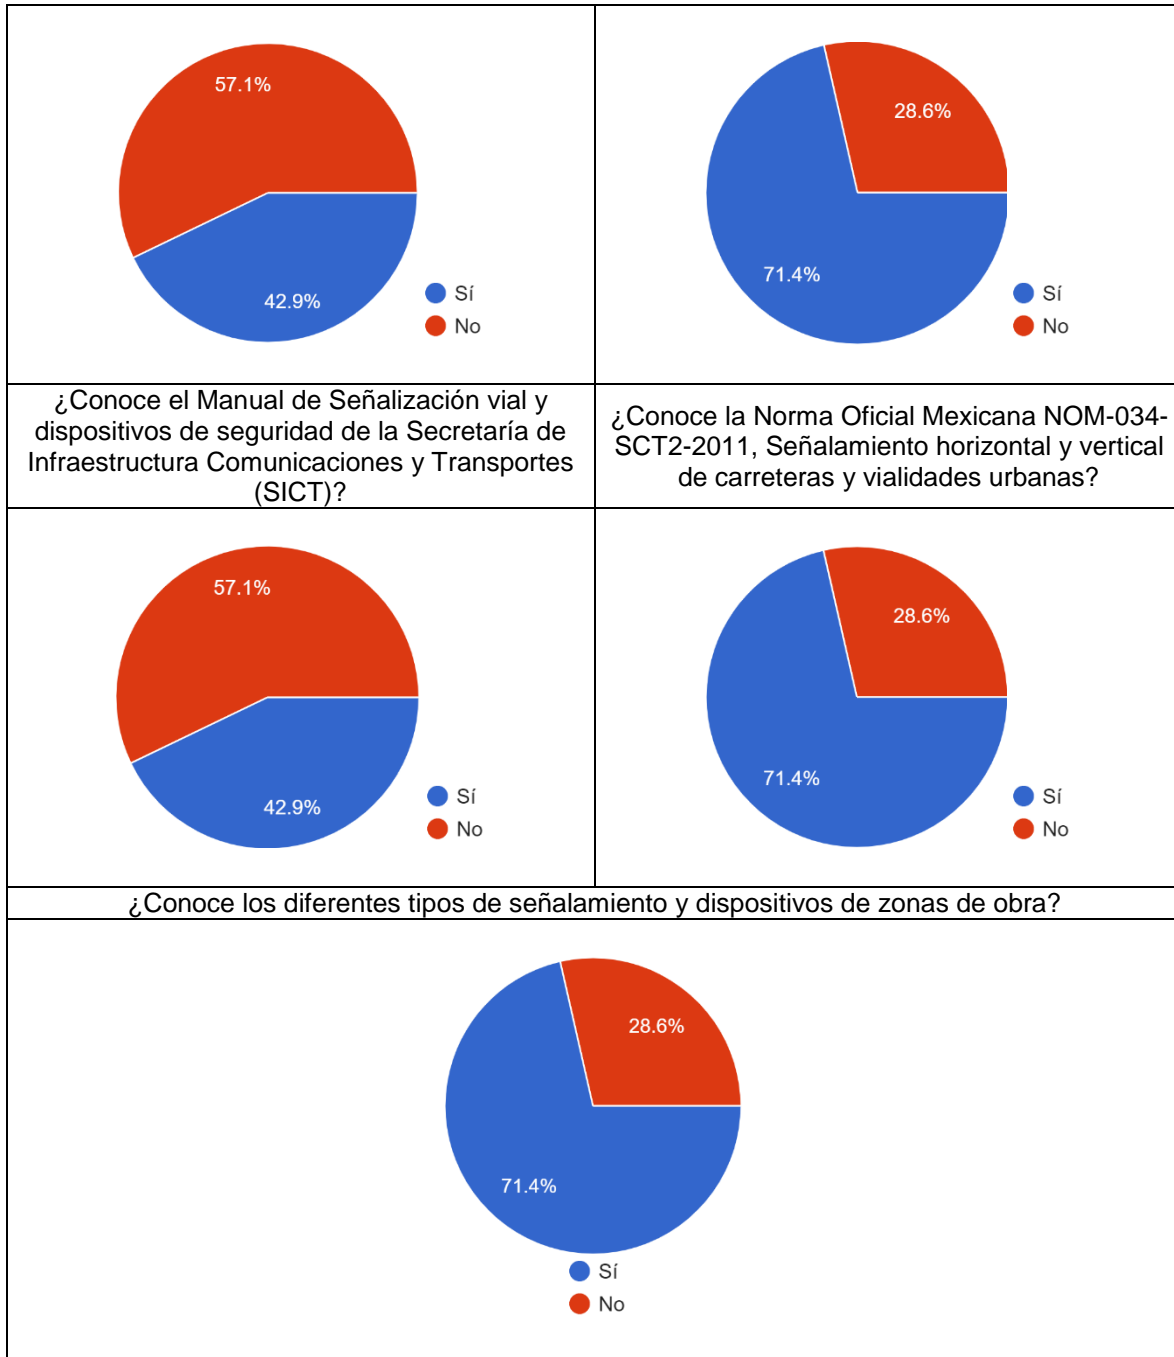 57.1%
42.9%
Sí
No
28.6%
71.4%
Sí
No
¿Conoce el Manual de Señalización vial y
dispositivos de seguridad de la Secretaría de
Infraestructura Comunicaciones y Transportes
(SICT)?
¿Conoce la Norma Oficial Mexicana NOM-034-
SCT2-2011, Señalamiento horizontal y vertical
de carreteras y vialidades urbanas?
57.1%
42.9%
Sí
No
28.6%
71.4%
Sí
No
¿Conoce los diferentes tipos de señalamiento y dispositivos de zonas de obra?
28.6%
71.4%
Sí
No